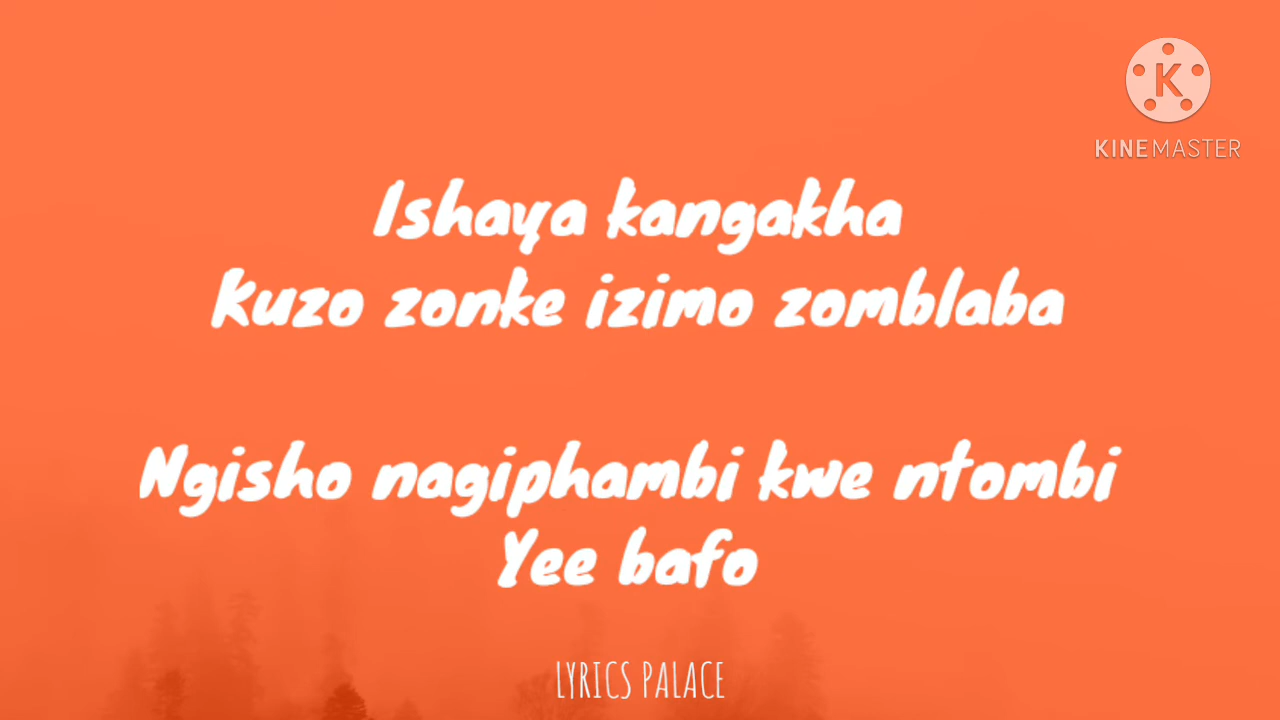 K
KINEMASTER
Ishaya kangakha
Kuzo zonke izimo zomblaba
Ngisho nagiphambi kwe ntombi
Yee bafo
LYRICS PALACE